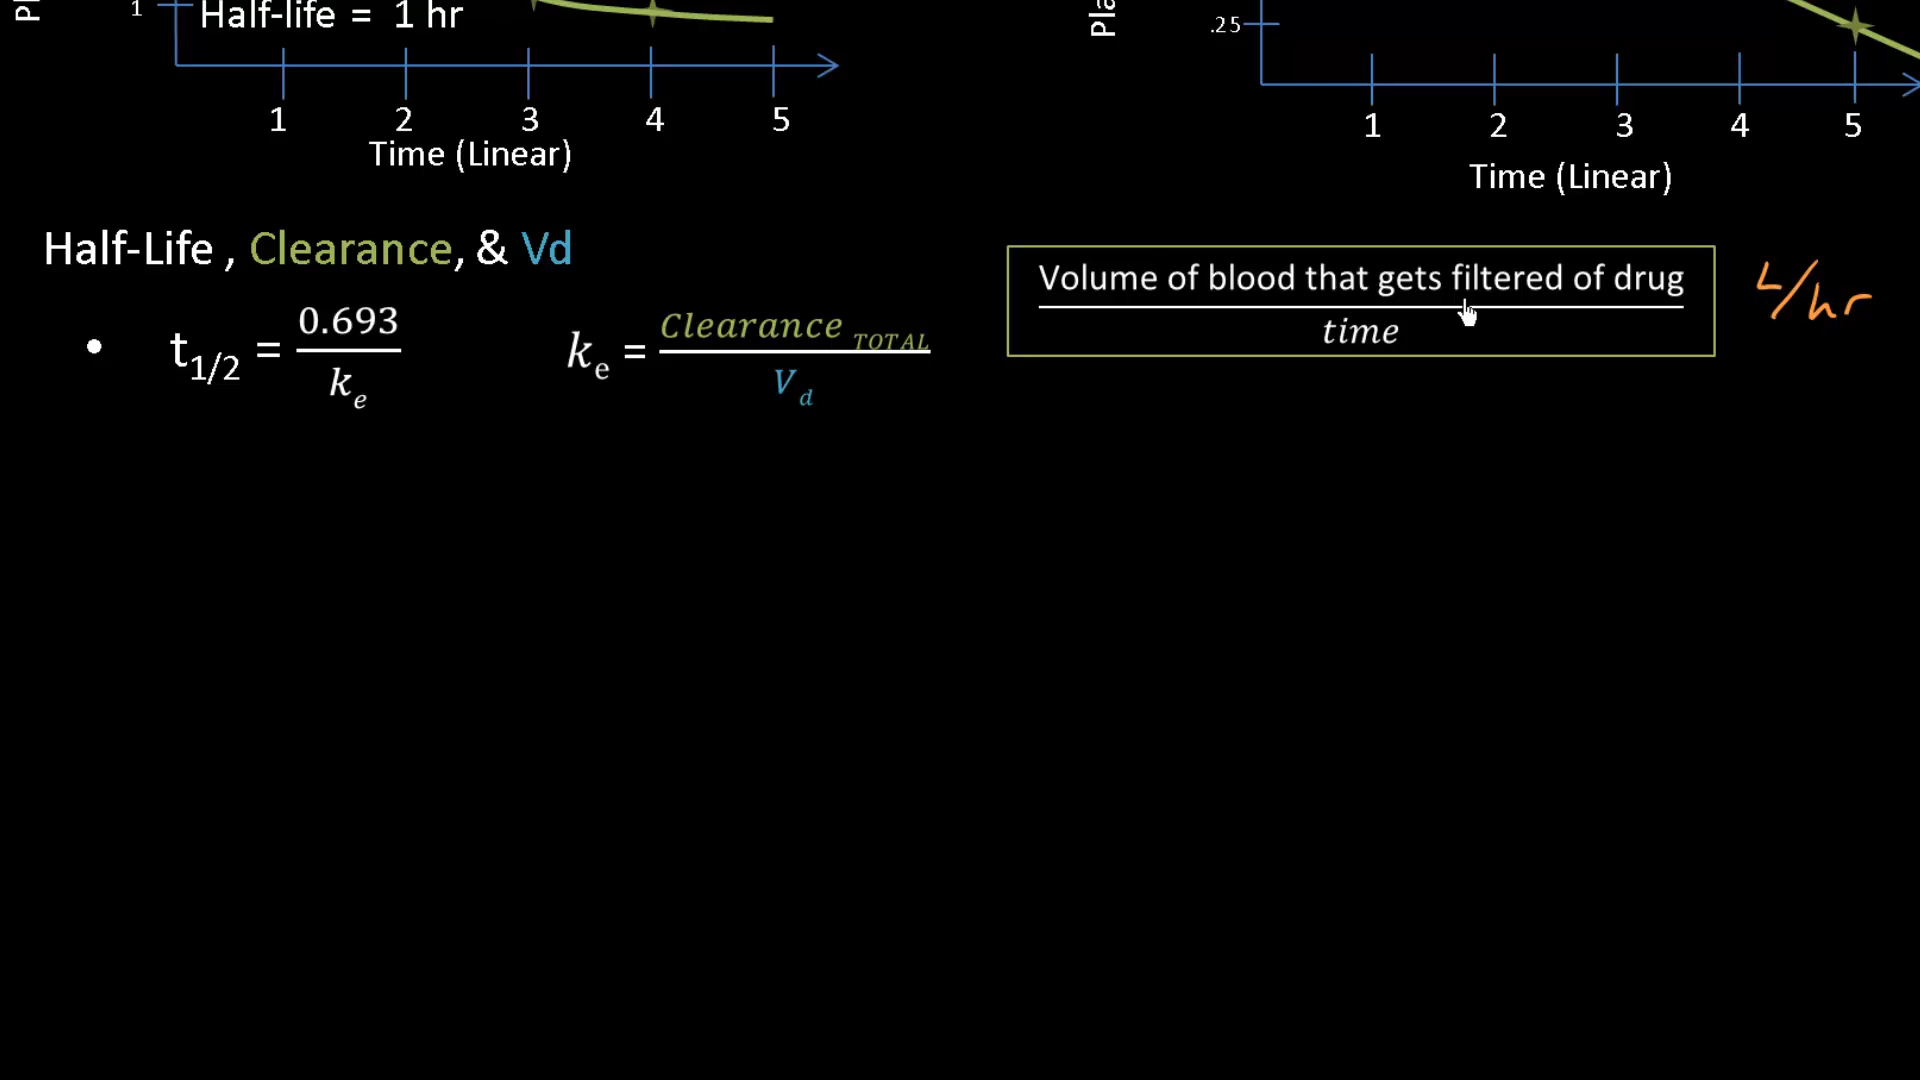 1
Half-life = 1 hr
1 2 3 4 5
Time (Linear)
.25
1 2 3 4 5
Time (Linear)
Half-Life , Clearance, & Vd
• t1/2 = 0.693 / ke
ke = Clearance TOTAL / Vd
Volume of blood that gets filtered of drug
time
L/hr